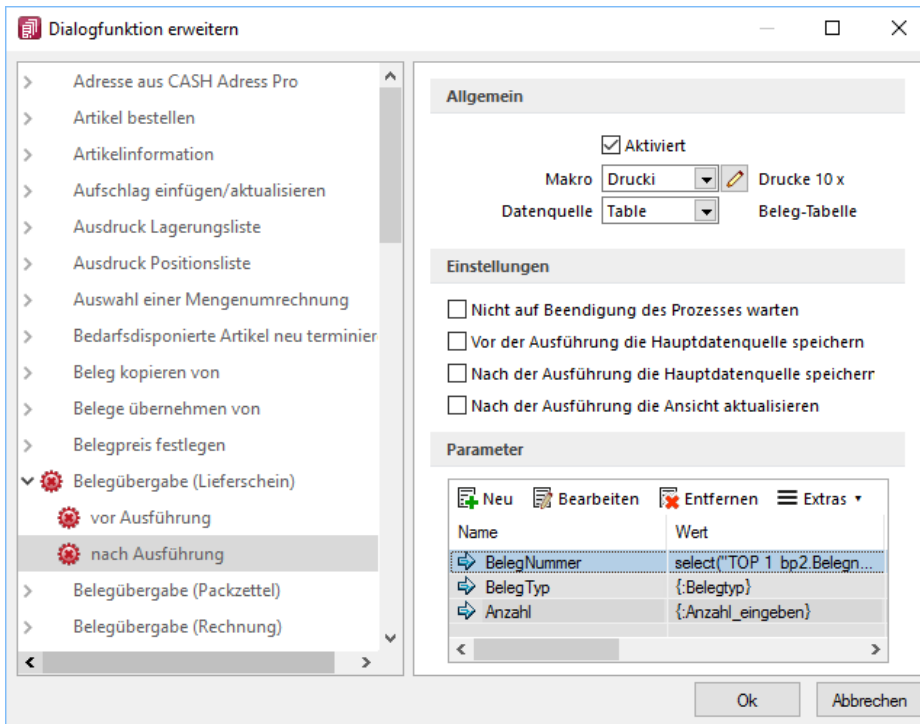 Dialogfunktion erweitern
Adresse aus CASH Adress Pro
Artikel bestellen
Artikelinformation
Aufschlag einfügen/aktualisieren
Ausdruck Lagerungsliste
Ausdruck Positionsliste
Auswahl einer Mengenumrechnung
Bedarfsdisponierte Artikel neu terminier
Beleg kopieren von
Belege übernehmen von
Belegpreis festlegen
Belegübergabe (Lieferschein)
vor Ausführung
nach Ausführung
Belegübergabe (Packzettel)
Belegübergabe (Rechnung)
Allgemein
Aktiviert
Makro Drucki Drucke 10 x
Datenquelle Table Beleg-Tabelle
Einstellungen
Nicht auf Beendigung des Prozesses warten
Vor der Ausführung die Hauptdatenquelle speichern
Nach der Ausführung die Hauptdatenquelle speichern
Nach der Ausführung die Ansicht aktualisieren
Parameter
Neu Bearbeiten Entfernen Extras
Name Wert
BelegNummer select("TOP 1 bp2.Belegn...
BelegTyp {:Belegtyp}
Anzahl {:Anzahl_eingeben}
Ok Abbrechen